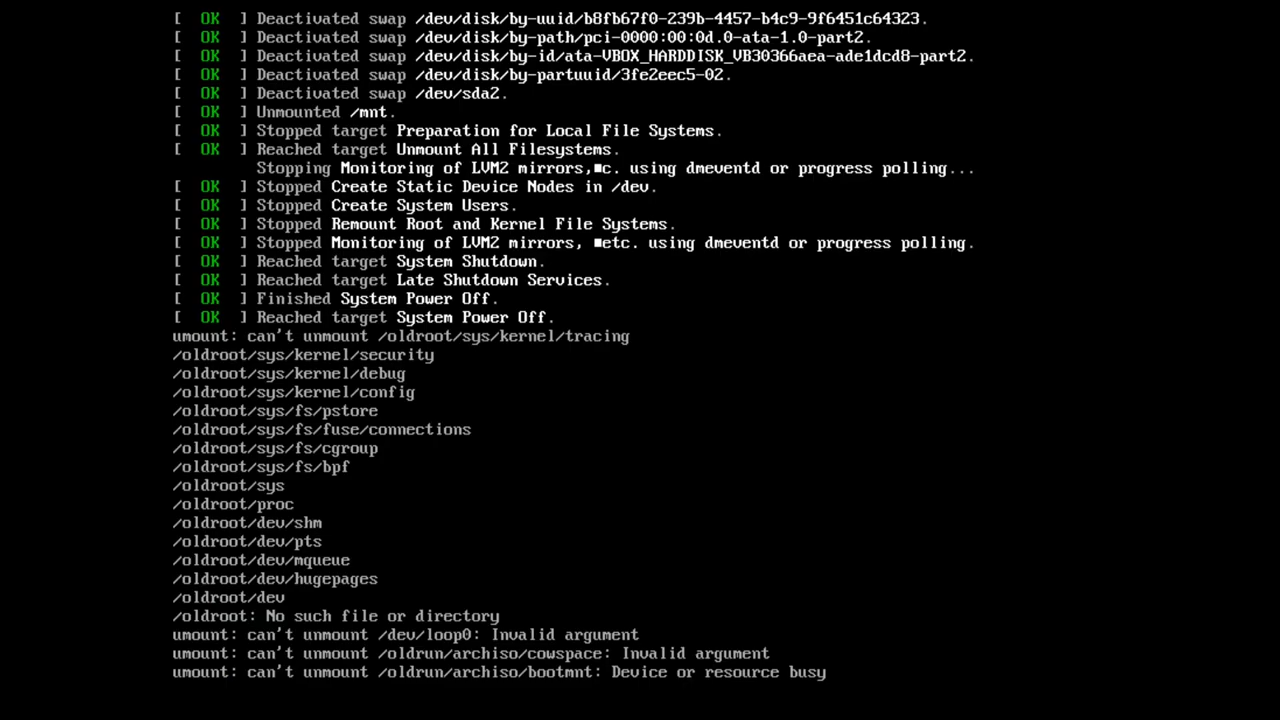 [  OK  ] Deactivated swap /dev/disk/by-uuid/b8fb67f0-239b-4457-b4c9-9f6451c64323.
[  OK  ] Deactivated swap /dev/disk/by-path/pci-0000:00:0d.0-ata-1.0-part2.
[  OK  ] Deactivated swap /dev/disk/by-id/ata-VBOX_HARDDISK_VB30366aea-ade1dcd8-part2.
[  OK  ] Deactivated swap /dev/disk/by-partuuid/3fe2eec5-02.
[  OK  ] Deactivated swap /dev/sda2.
[  OK  ] Unmounted /mnt.
[  OK  ] Stopped target Preparation for Local File Systems.
[  OK  ] Reached target Unmount All Filesystems.
         Stopping Monitoring of LVM2 mirrors,■c. using dmeventd or progress polling...
[  OK  ] Stopped Create Static Device Nodes in /dev.
[  OK  ] Stopped Create System Users.
[  OK  ] Stopped Remount Root and Kernel File Systems.
[  OK  ] Stopped Monitoring of LVM2 mirrors, ■etc. using dmeventd or progress polling.
[  OK  ] Reached target System Shutdown.
[  OK  ] Reached target Late Shutdown Services.
[  OK  ] Finished System Power Off.
[  OK  ] Reached target System Power Off.
umount: can't unmount /oldroot/sys/kernel/tracing
/oldroot/sys/kernel/security
/oldroot/sys/kernel/debug
/oldroot/sys/kernel/config
/oldroot/sys/fs/pstore
/oldroot/sys/fs/fuse/connections
/oldroot/sys/fs/cgroup
/oldroot/sys/fs/bpf
/oldroot/sys
/oldroot/proc
/oldroot/dev/shm
/oldroot/dev/pts
/oldroot/dev/mqueue
/oldroot/dev/hugepages
/oldroot/dev
/oldroot: No such file or directory
umount: can't unmount /dev/loop0: Invalid argument
umount: can't unmount /oldrun/archiso/cowspace: Invalid argument
umount: can't unmount /oldrun/archiso/bootmnt: Device or resource busy